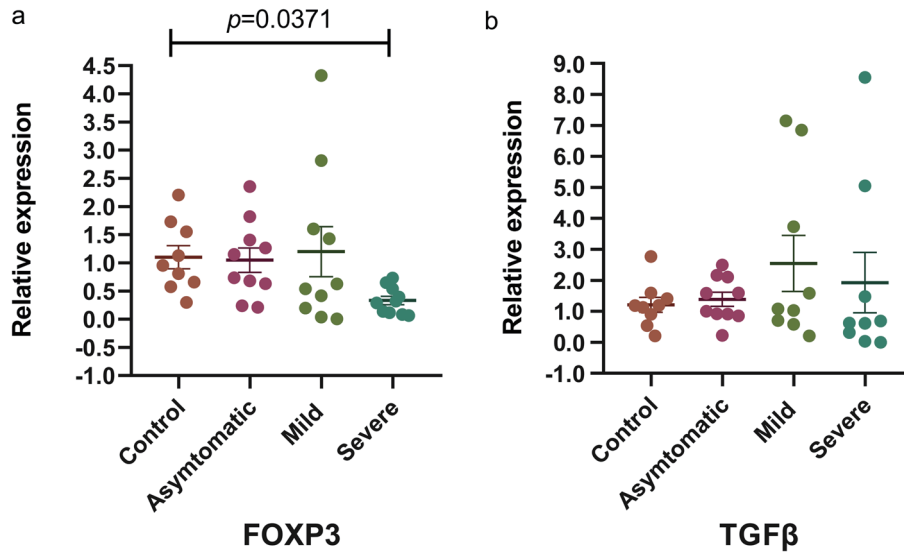 a
p=0.0371
Relative expression
4.5
4.0
3.5
3.0
2.5
2.0
1.5
1.0
0.5
0.0
-0.5
-1.0
Control
Asymtomatic
Mild
Severe
FOXP3
b
Relative expression
9.0
8.0
7.0
6.0
5.0
4.0
3.0
2.0
1.0
0.0
-1.0
Control
Asymtomatic
Mild
Severe
TGFβ